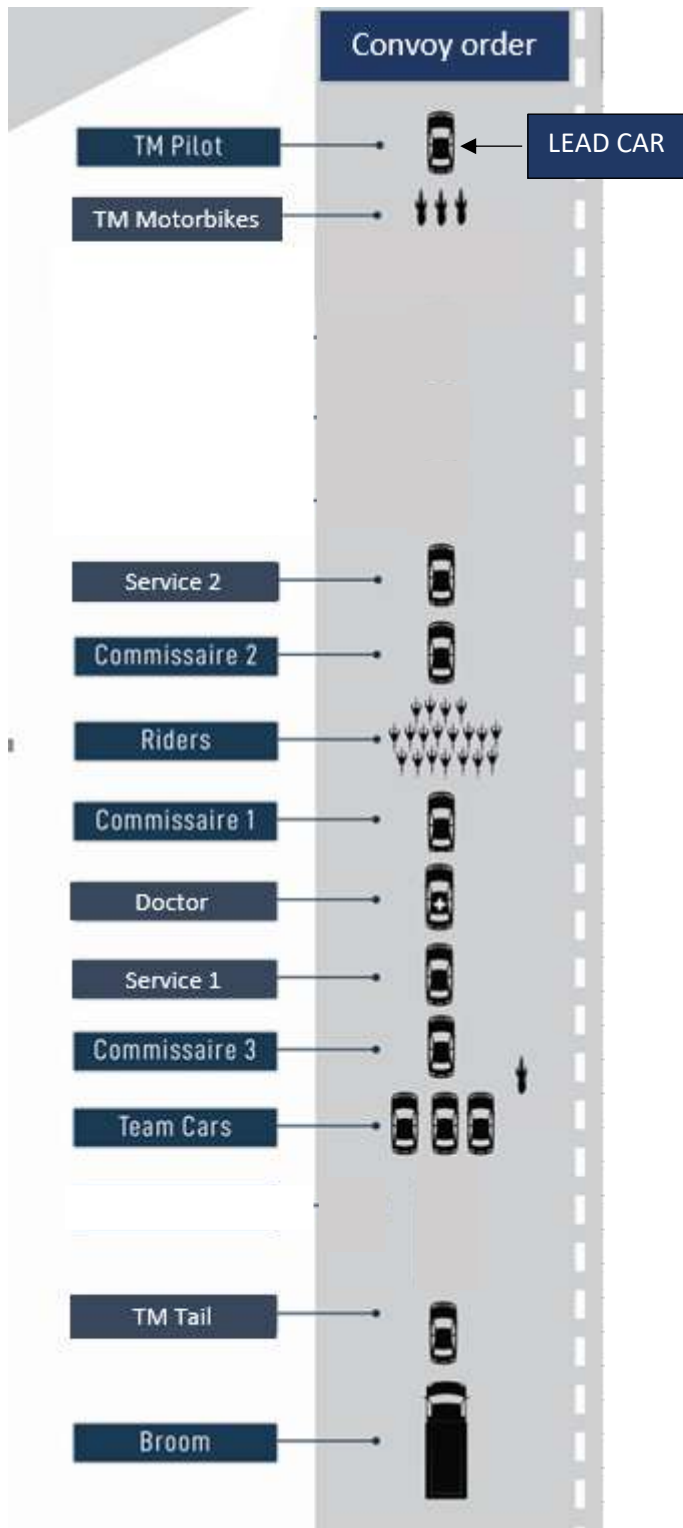 Convoy order
TM Pilot
LEAD CAR
TM Motorbikes
Service 2
Commissaire 2
Riders
Commissaire 1
Doctor
Service 1
Commissaire 3
Team Cars
TM Tail
Broom